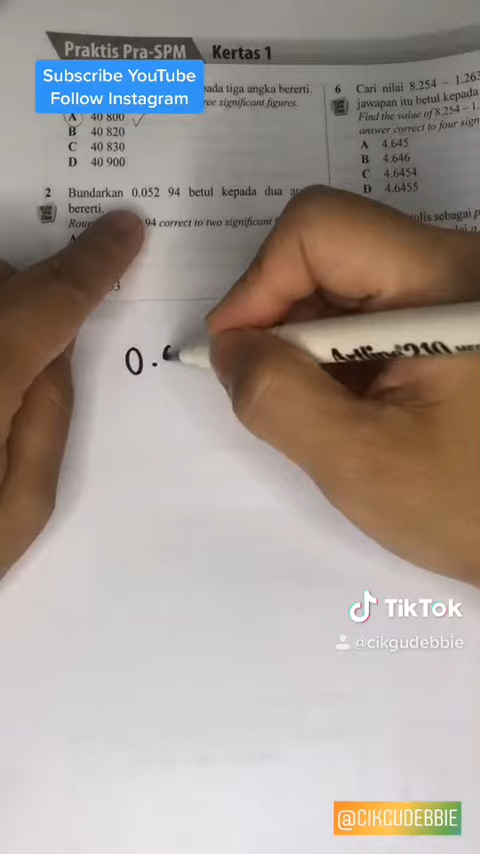 Praktis Pra-SPM Kertas 1
Subscribe YouTube
Follow Instagram
pada tiga angka bererti.
significant figures.
A 40 800
B 40 820
C 40 830
D 40 900
2 Bundarkan 0.052 94 betul kepada dua
bererti.
94 correct to two significant
6 Cari nilai 8.254 – 1.263
jawapan itu betul kepada
Find the value of 8.254 – 1.
answer correct to four
A 4.645
B 4.646
C 4.6454
D 4.6455
0.
Artline 210
TikTok
@cikgudebbie
@CIKGUDEBBIE